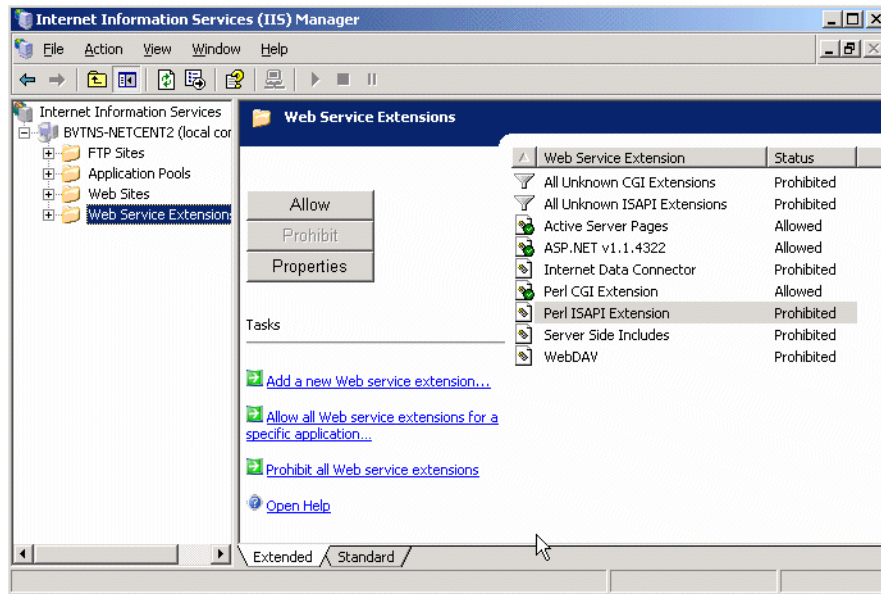 Internet Information Services (IIS) Manager
File Action View Window Help
Internet Information Services
BVTNS-NETCENT2 (local cor
FTP Sites
Application Pools
Web Sites
Web Service Extension
Web Service Extensions
Allow
Prohibit
Properties
Tasks
Add a new Web service extension...
Allow all Web service extensions for a
specific application...
Prohibit all Web service extensions
Open Help
Web Service Extension Status
All Unknown CGI Extensions Prohibited
All Unknown ISAPI Extensions Prohibited
Active Server Pages Allowed
ASP.NET v1.1.4322 Allowed
Internet Data Connector Prohibited
Perl CGI Extension Allowed
Perl ISAPI Extension Prohibited
Server Side Includes Prohibited
WebDAV Prohibited
Extended Standard